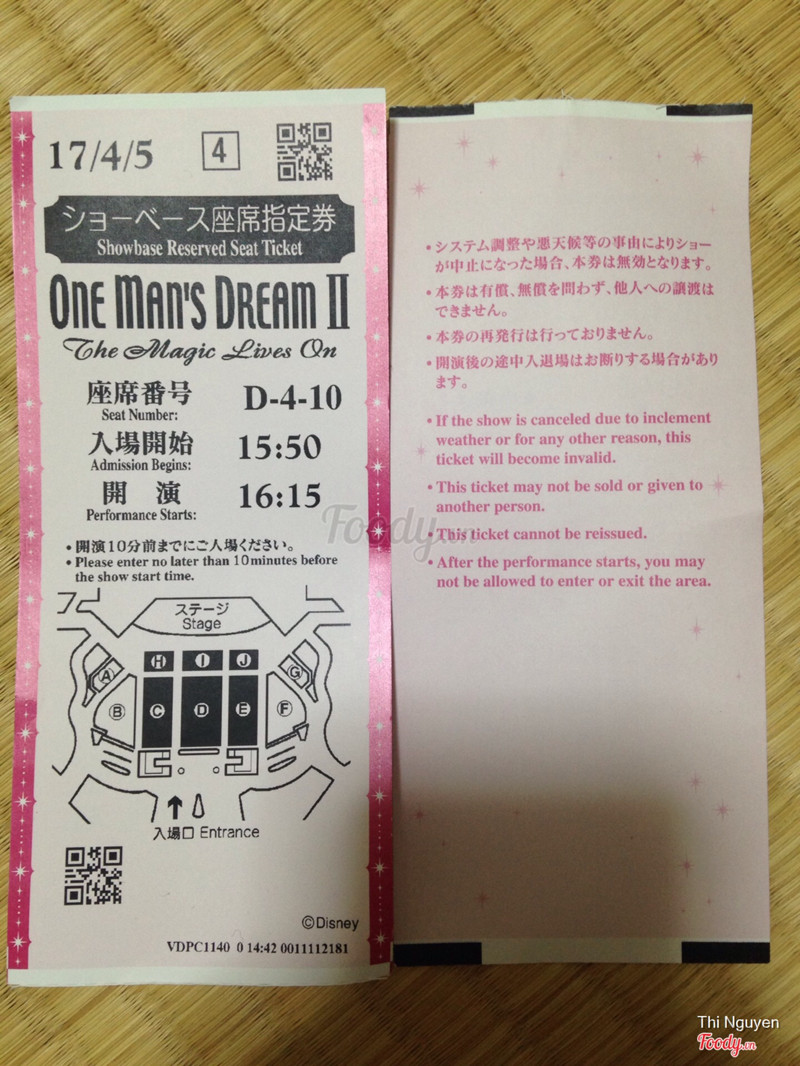 17/4/5 4
ショーベース座席指定券
Showbase Reserved Seat Ticket
ONE MAN'S DREAM II
The Magic Lives On
座席番号 D-4-10
Seat Number:
入場開始 15:50
Admission Begins:
開 演 16:15
Performance Starts:
・開演10分前までにご入場ください。
• Please enter no later than 10 minutes before
the show start time.
ステージ
Stage
H I J
A G
B C D E F
入場口 Entrance
©Disney
VDPC1140 0 14:42 0011112181
・システム調整や悪天候等の事由によりショー
が中止になった場合、本券は無効となります。
・本券は有償、無償を問わず、他人への譲渡は
できません。
・本券の再発行は行っておりません。
・開演後の途中入退場はお断りする場合があり
ます。
• If the show is canceled due to inclement
weather or for any other reason, this
ticket will become invalid.
• This ticket may not be sold or given to
another person.
• This ticket cannot be reissued.
• After the performance starts, you may
not be allowed to enter or exit the area.
Foody.vn
Thi Nguyen
Foody.vn